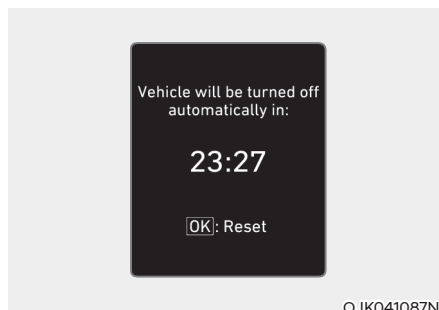 Vehicle will be turned off
automatically in:
23:27
OK: Reset
OJK041087N